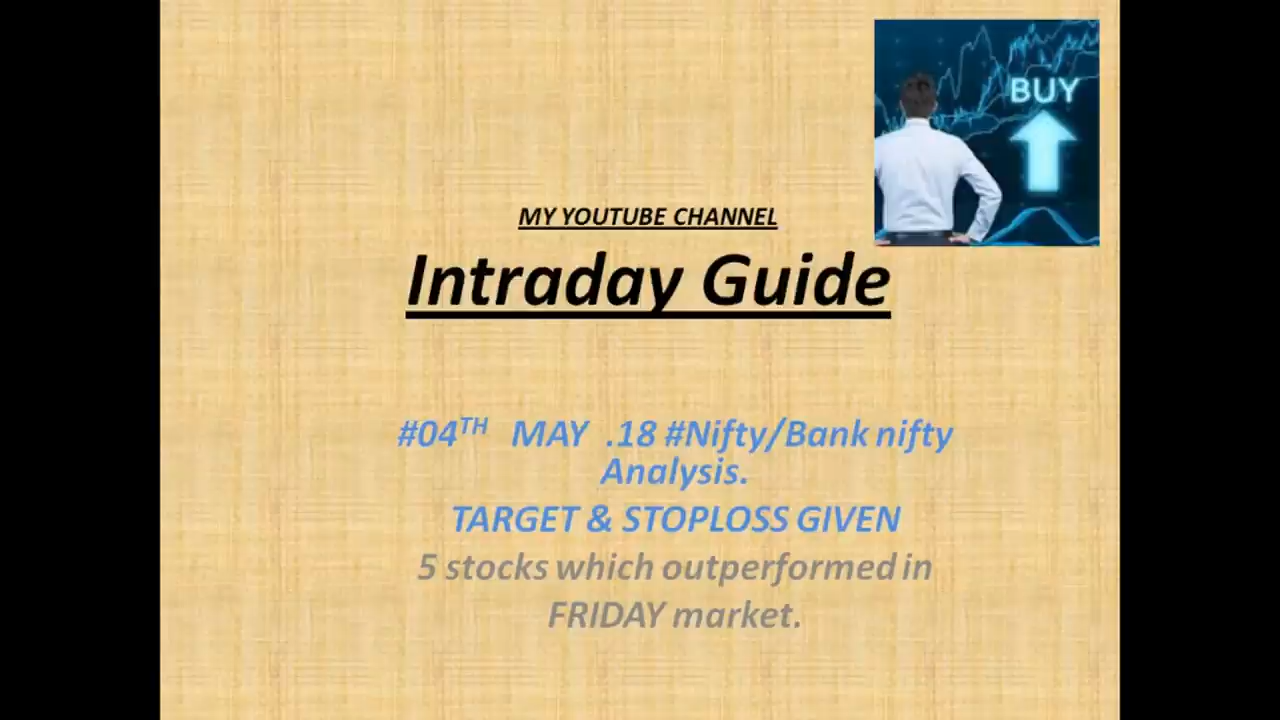 BUY
MY YOUTUBE CHANNEL
Intraday Guide
#04TH MAY .18 #Nifty/Bank nifty
Analysis.
TARGET & STOPLOSS GIVEN
5 stocks which outperformed in
FRIDAY market.